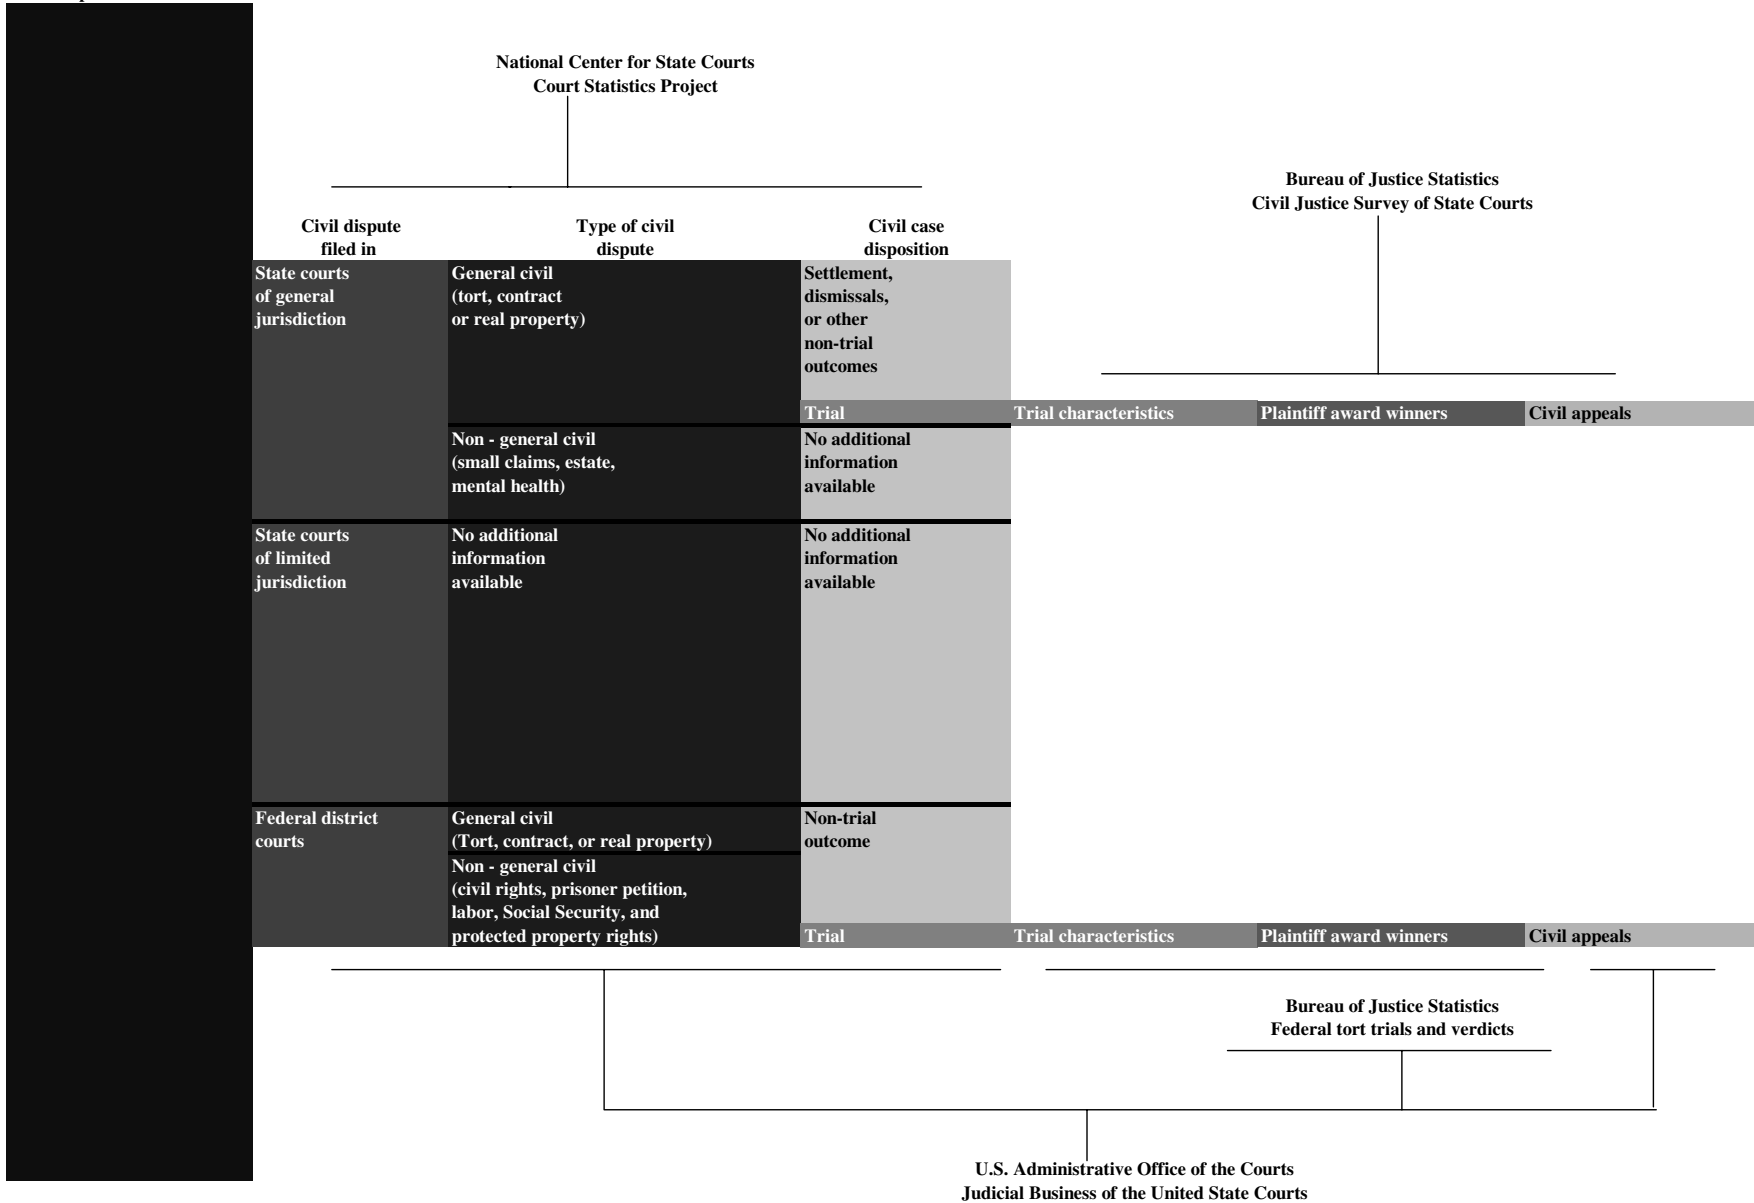 National Center for State Courts
Court Statistics Project
Bureau of Justice Statistics
Civil Justice Survey of State Courts
Civil dispute
filed in
Type of civil
dispute
Civil case
disposition
State courts
of general
jurisdiction
General civil
(tort, contract
or real property)
Settlement,
dismissals,
or other
non-trial
outcomes
Trial
Trial characteristics
Plaintiff award winners
Civil appeals
Non - general civil
(small claims, estate,
mental health)
No additional
information
available
State courts
of limited
jurisdiction
No additional
information
available
No additional
information
available
Federal district
courts
General civil
(Tort, contract, or real property)
Non-trial
outcome
Non - general civil
(civil rights, prisoner petition,
labor, Social Security, and
protected property rights)
Trial
Trial characteristics
Plaintiff award winners
Civil appeals
Bureau of Justice Statistics
Federal tort trials and verdicts
U.S. Administrative Office of the Courts
Judicial Business of the United State Courts